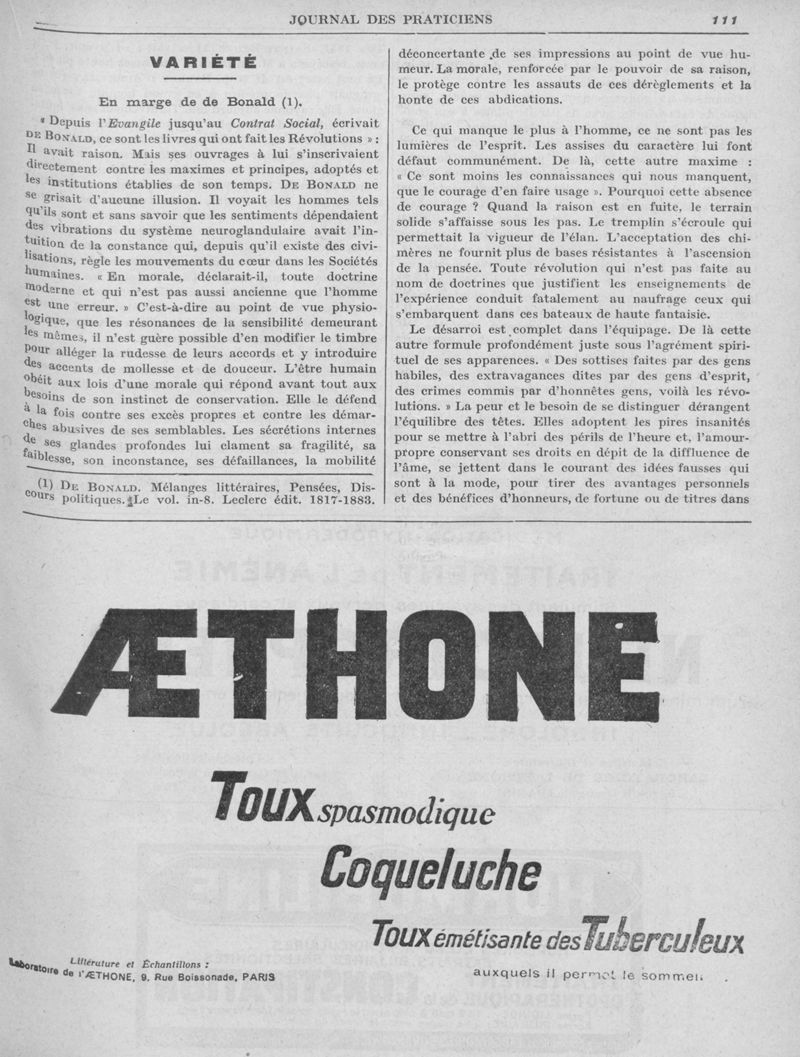 JOURNAL DES PRATICIENS 111
VARIÉTÉ
En marge de de Bonald (1).
« Depuis l'Evangile jusqu'au Contrat Social, écrivait
DE BONALD, ce sont les livres qui ont fait les Révolutions » :
Il avait raison. Mais ses ouvrages à lui s'inscrivaient
directement contre les maximes et principes, adoptés et
les institutions établies de son temps. DE BONALD ne
se grisait d'aucune illusion. Il voyait les hommes tels
qu'ils sont et sans savoir que les sentiments dépendaient
des vibrations du système neuroglandulaire avait l'in-
tuition de la constance qui, depuis qu'il existe des civi-
lisations, règle les mouvements du cœur dans les Sociétés
humaines. « En morale, déclarait-il, toute doctrine
moderne et qui n'est pas aussi ancienne que l'homme
est une erreur. » C'est-à-dire au point de vue physio-
logique, que les résonances de la sensibilité demeurant
les mêmes, il n'est guère possible d'en modifier le timbre
pour alléger la rudesse de leurs accords et y introduire
des accents de mollesse et de douceur. L'être humain
obéit aux lois d'une morale qui répond avant tout aux
besoins de son instinct de conservation. Elle le défend
à la fois contre ses excès propres et contre les démar-
ches abusives de ses semblables. Les sécrétions internes
de ses glandes profondes lui clament sa fragilité, sa
faiblesse, son inconstance, ses défaillances, la mobilité
(1) DE BONALD. Mélanges littéraires, Pensées, Dis-
cours politiques. Le vol. in-8. Leclerc édit. 1817-1883.
déconcertante de ses impressions au point de vue hu-
meur. La morale, renforcée par le pouvoir de sa raison,
le protège contre les assauts de ces dérèglements et la
honte de ces abdications.
Ce qui manque le plus à l'homme, ce ne sont pas les
lumières de l'esprit. Les assises du caractère lui font
défaut communément. De là, cette autre maxime :
« Ce sont moins les connaissances qui nous manquent,
que le courage d'en faire usage ». Pourquoi cette absence
de courage ? Quand la raison est en fuite, le terrain
solide s'affaisse sous les pas. Le tremplin s'écroule qui
permettait la vigueur de l'élan. L'acceptation des chi-
mères ne fournit plus de bases résistantes à l'ascension
de la pensée. Toute révolution qui n'est pas faite au
nom de doctrines que justifient les enseignements de
l'expérience conduit fatalement au naufrage ceux qui
s'embarquent dans ces bateaux de haute fantaisie.
Le désarroi est complet dans l'équipage. De là cette
autre formule profondément juste sous l'agrément spiri-
tuel de ses apparences. « Des sottises faites par des gens
habiles, des extravagances dites par des gens d'esprit,
des crimes commis par d'honnêtes gens, voilà les révo-
lutions. » La peur et le besoin de se distinguer dérangent
l'équilibre des têtes. Elles adoptent les pires insanités
pour se mettre à l'abri des périls de l'heure et, l'amour-
propre conservant ses droits en dépit de la diffluence de
l'âme, se jettent dans le courant des idées fausses qui
sont à la mode, pour tirer des avantages personnels
et des bénéfices d'honneurs, de fortune ou de titres dans
ÆTHONE
Toux spasmodique
Coqueluche
Toux émétisante des Tuberculeux
auxquels il permet le sommeil.
Littérature et Échantillons :
Laboratoire de l'ÆTHONE, 9, Rue Boissonade, PARIS